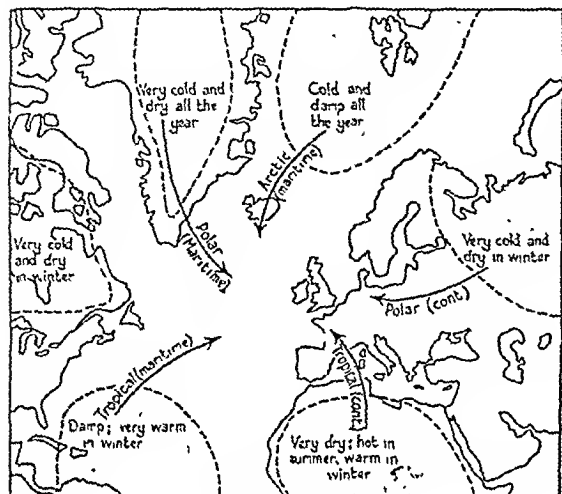 Very cold and
dry all the
year
Cold and
damp all
the year
Arctic
(maritime)
Polar
(Maritime)
Very cold
and dry
in winter
Very cold and
dry in winter
Polar (cont)
Tropical (maritime)
Tropical (cont)
Damp; very warm
in winter
Very dry; hot in
summer, warm in
winter